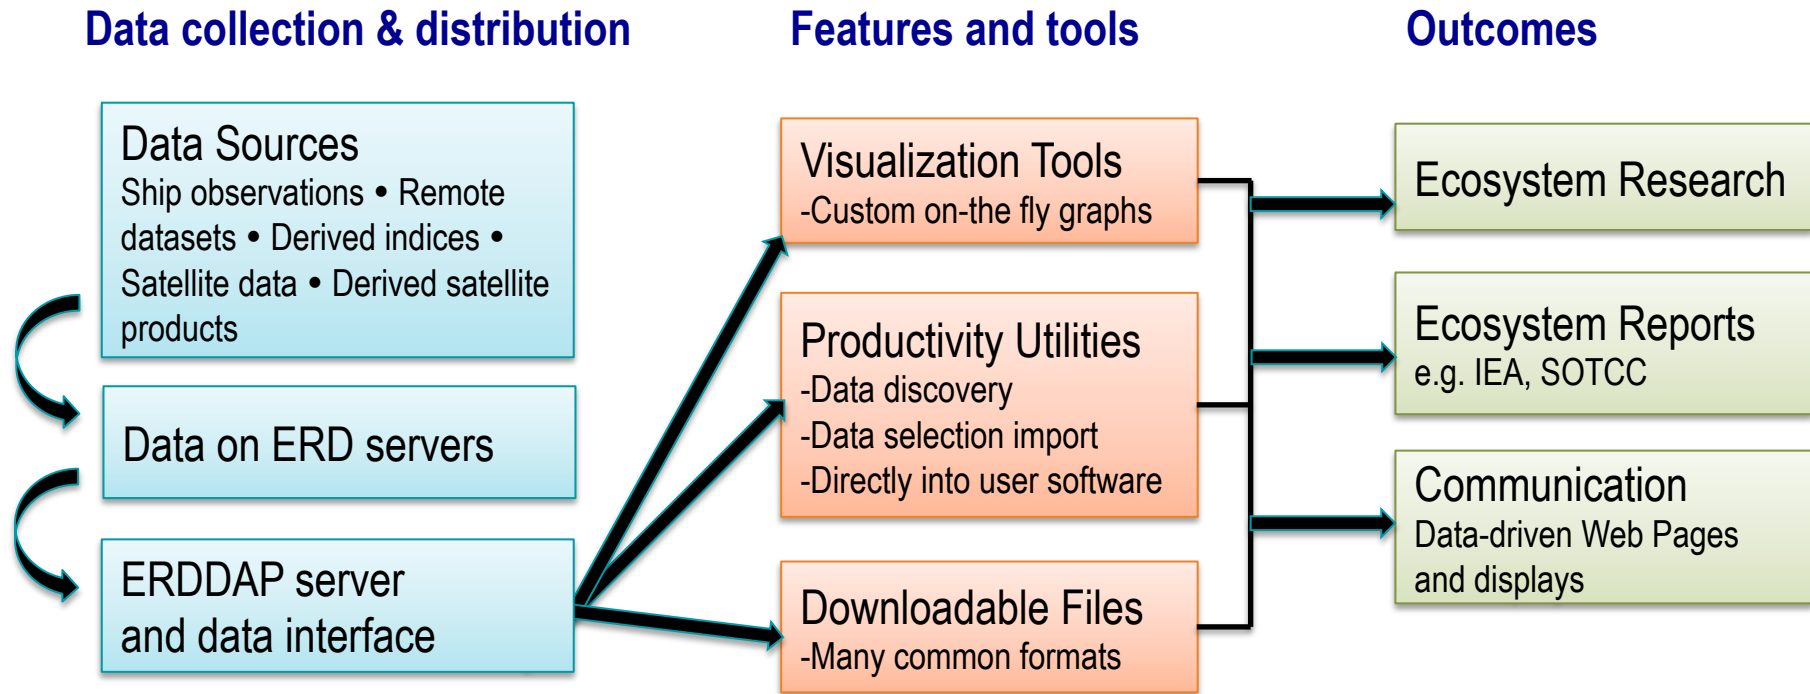 Data collection & distribution
Features and tools
Outcomes
Data Sources
Ship observations • Remote
datasets • Derived indices •
Satellite data • Derived satellite
products
Data on ERD servers
ERDDAP server
and data interface
Visualization Tools
-Custom on-the fly graphs
Productivity Utilities
-Data discovery
-Data selection import
-Directly into user software
Downloadable Files
-Many common formats
Ecosystem Research
Ecosystem Reports
e.g. IEA, SOTCC
Communication
Data-driven Web Pages
and displays